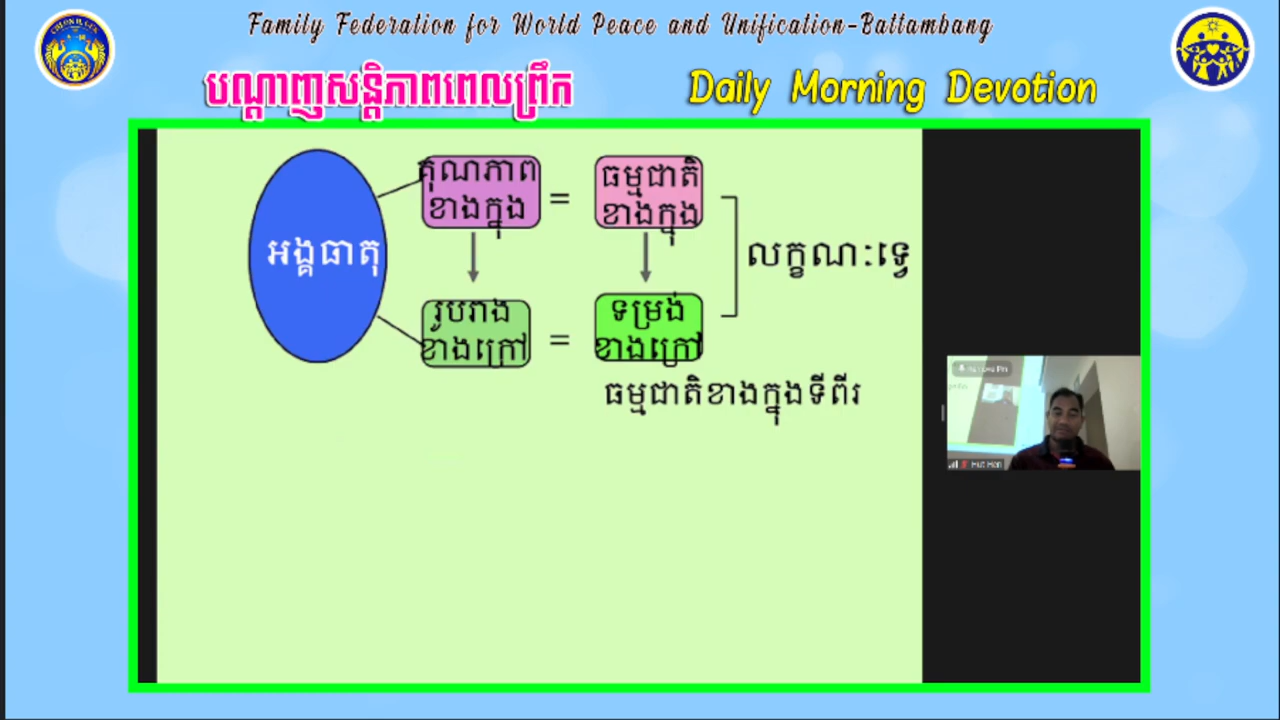 Family Federation for World Peace and Unification-Battambang
បណ្តាញសន្តិភាពពេលព្រឹក
Daily Morning Devotion
គុណភាព
ខាងក្នុង
=
ធម្មជាតិ
ខាងក្នុង
អង្គធាតុ
លក្ខណៈទ្វេ
រូបរាង
ខាងក្រៅ
=
ទម្រង់
ខាងក្រៅ
ធម្មជាតិខាងក្នុងទីពីរ